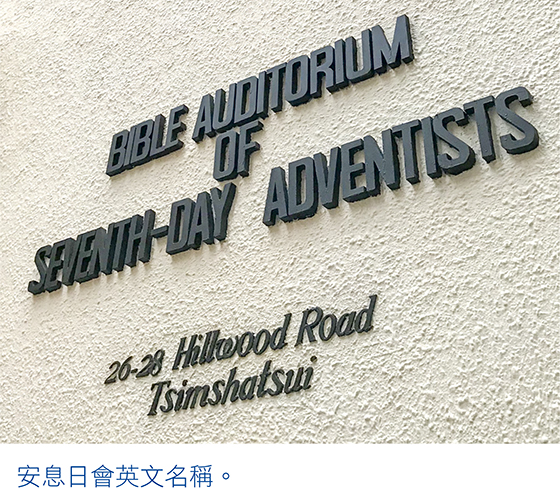 BIBLE AUDITORIUM
OF
SEVENTH-DAY ADVENTISTS
26-28 Hillwood Road
Tsimshatsui
安息日會英文名稱。